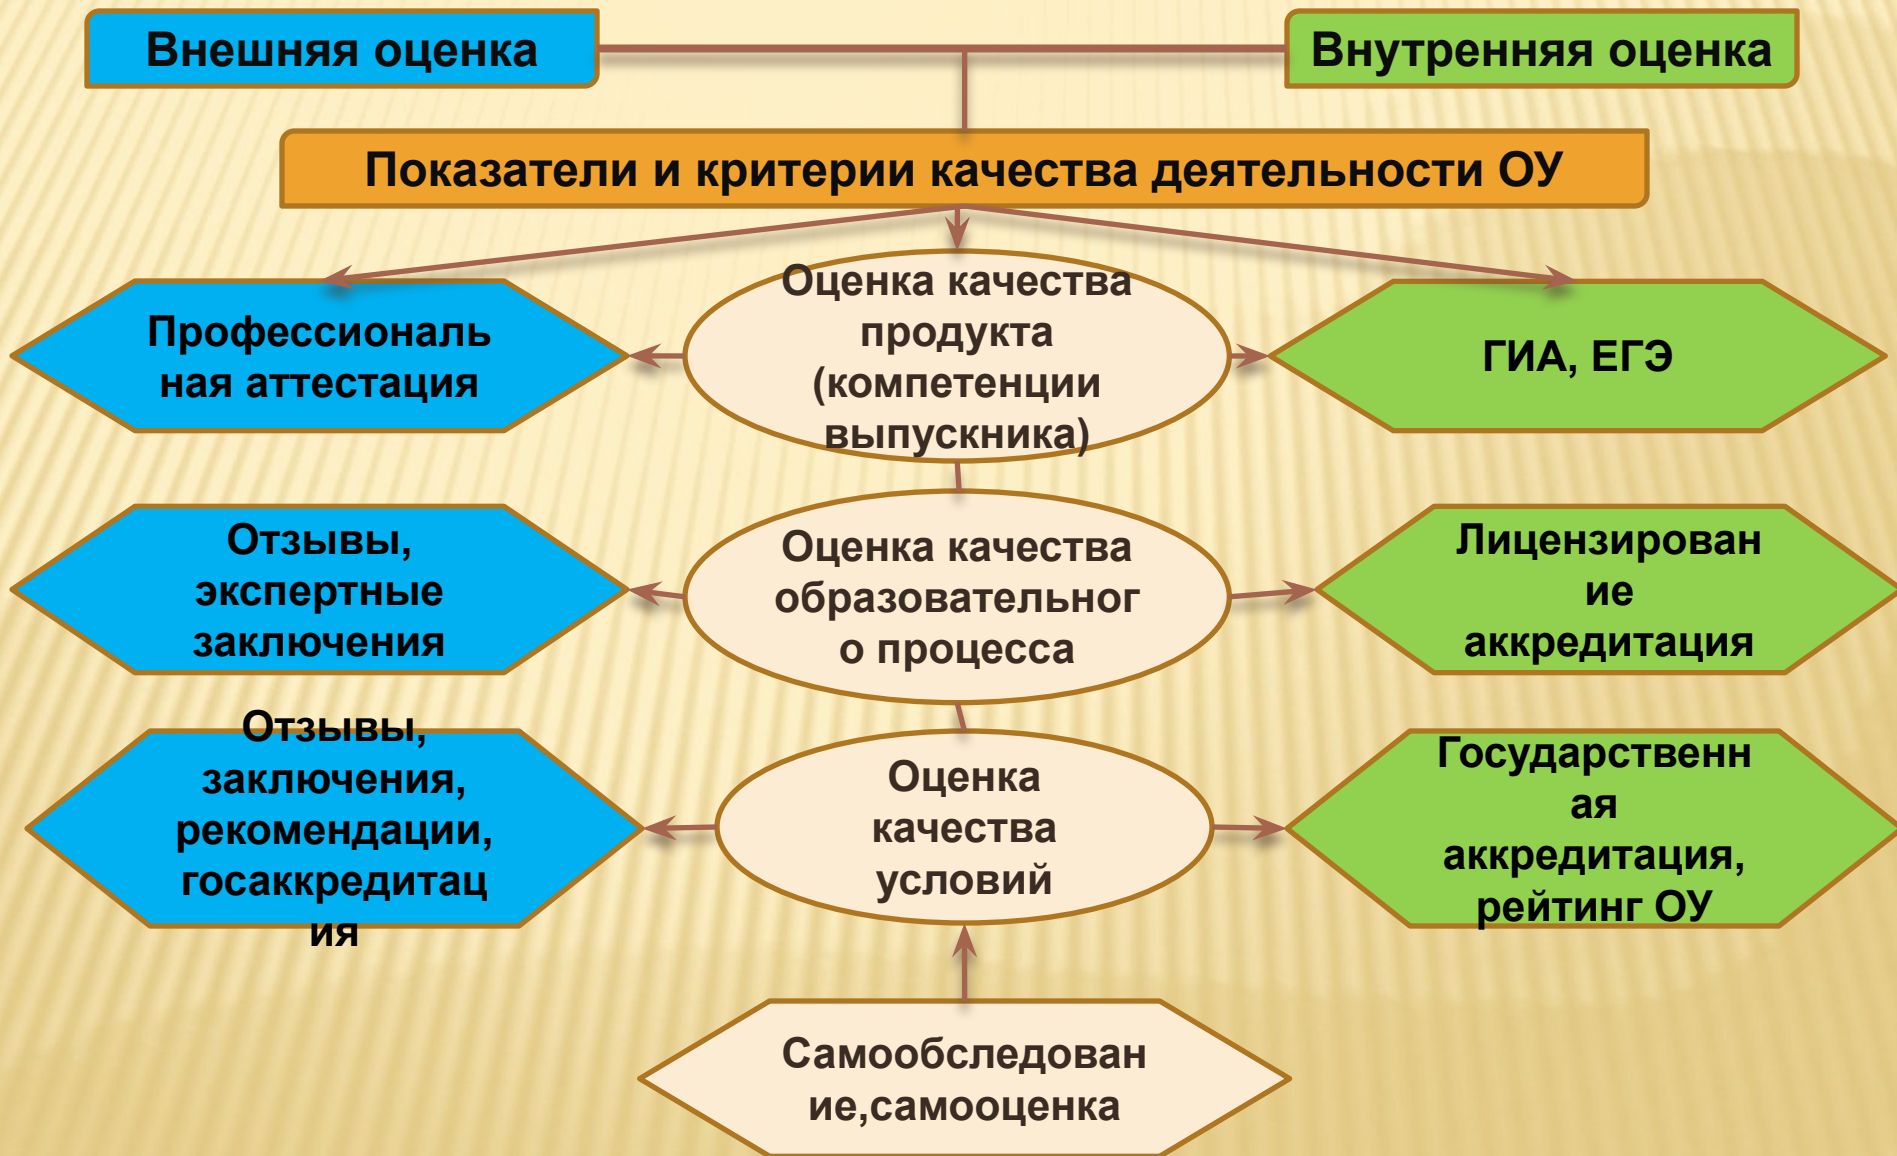 Внешняя оценка
Внутренняя оценка
Показатели и критерии качества деятельности ОУ
Профессиональ
ная аттестация
Оценка качества
продукта
(компетенции
выпускника)
ГИА, ЕГЭ
Отзывы,
экспертные
заключения
Оценка качества
образовательног
о процесса
Лицензирован
ие
аккредитация
Отзывы,
заключения,
рекомендации,
госаккредитац
ия
Оценка
качества
условий
Государственн
ая
аккредитация,
рейтинг ОУ
Самообследован
ие,самооценка